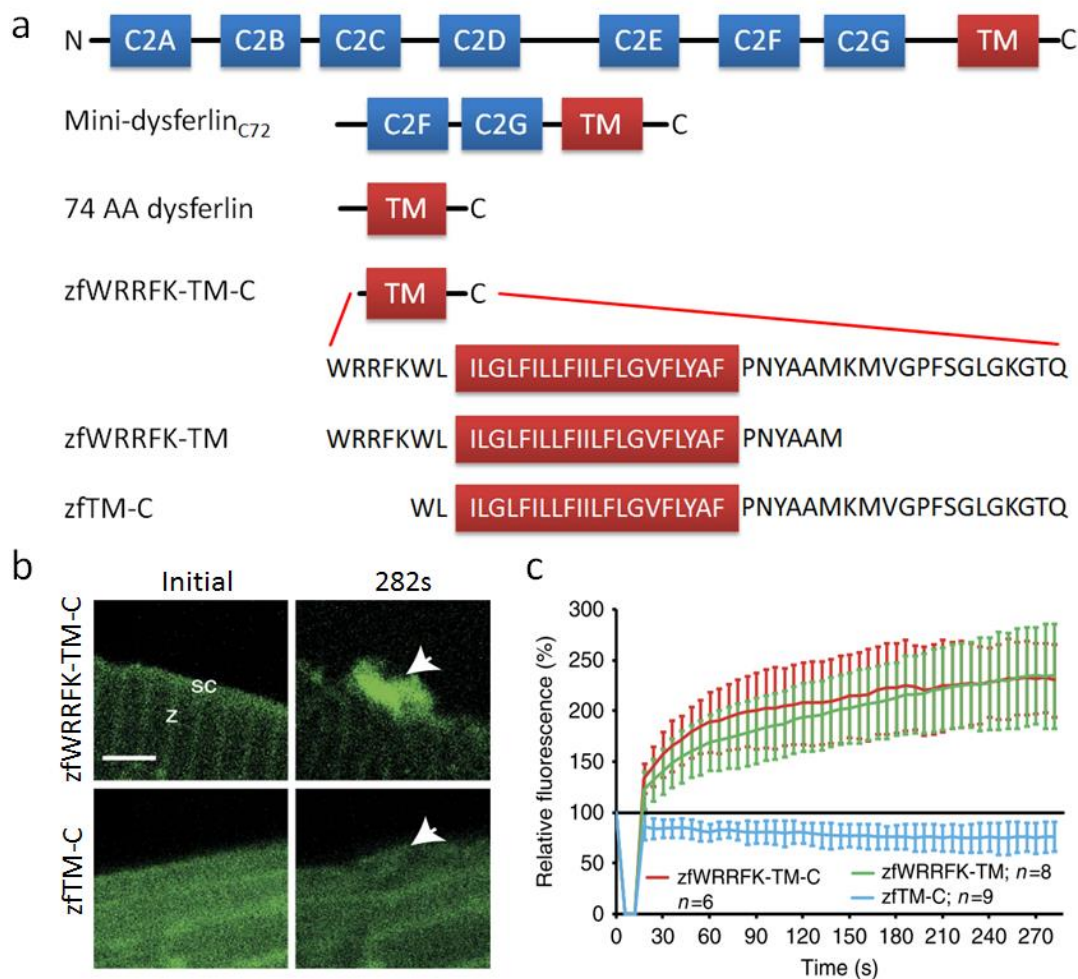 a
N C2A C2B C2C C2D C2E C2F C2G TM C
Mini-dysferlinC72 C2F C2G TM C
74 AA dysferlin TM C
zfWRRFK-TM-C TM C
WRRFKWL ILGLFILLFIILFLGVFLYAF PNYAAMKMVGPFSGLGKGTQ
zfWRRFK-TM WRRFKWL ILGLFILLFIILFLGVFLYAF PNYAAM
zfTM-C WL ILGLFILLFIILFLGVFLYAF PNYAAMKMVGPFSGLGKGTQ
b
Initial 282s
zfWRRFK-TM-C
sc
z
zfTM-C
c
Relative fluorescence (%)
300
250
200
150
100
50
0
zfWRRFK-TM-C
n=6
zfWRRFK-TM; n=8
zfTM-C; n=9
0 30 60 90 120 150 180 210 240 270
Time (s)